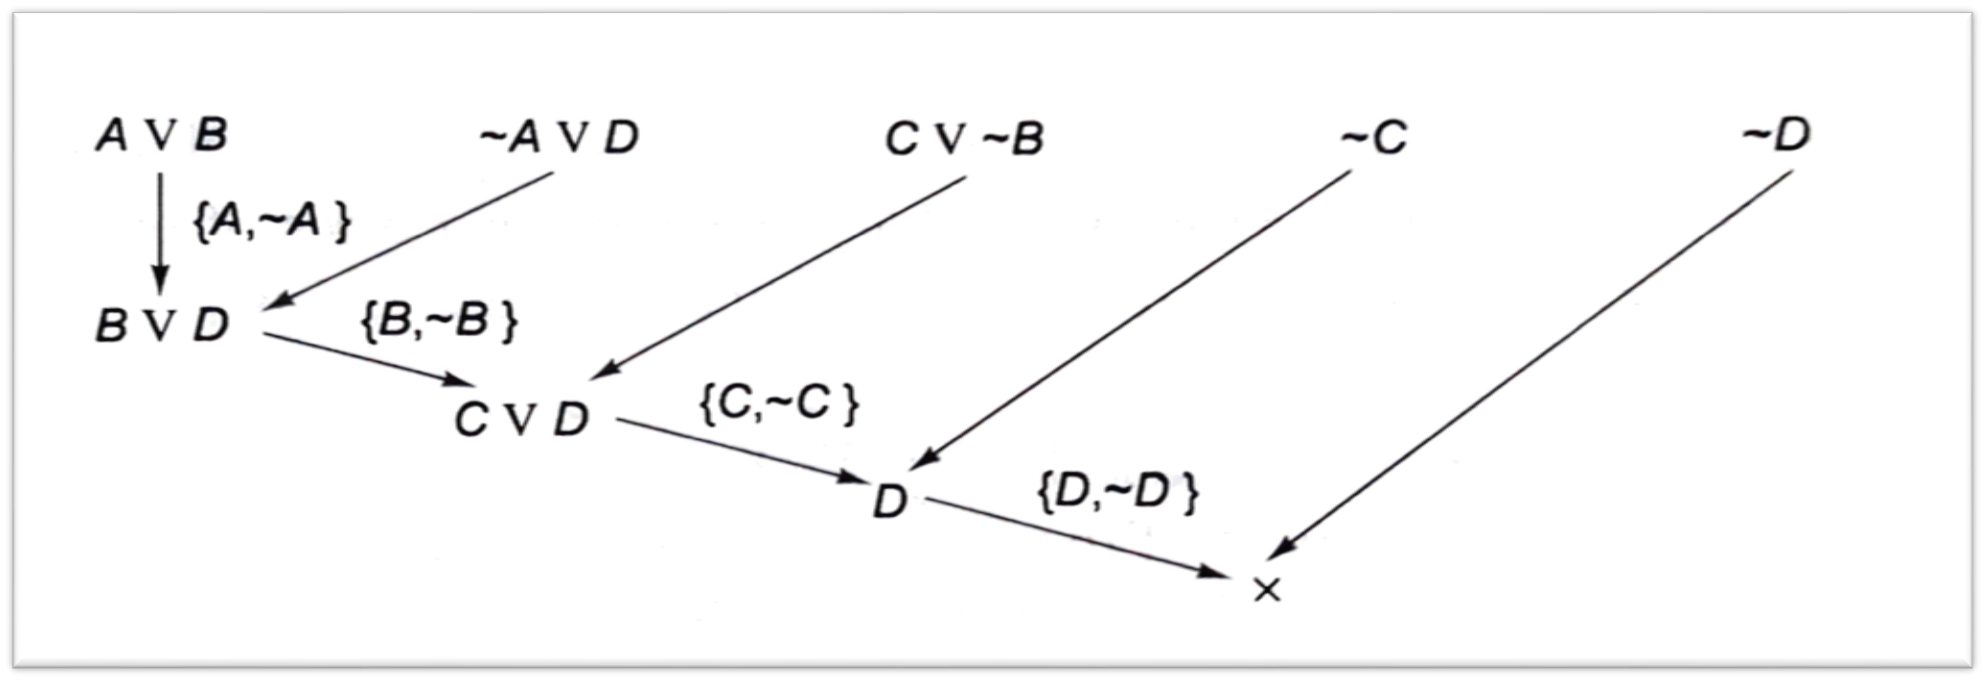 A V B ~A V D C V ~B ~C ~D
{A,~A }
B V D {B,~B }
C V D {C,~C }
D {D,~D }
×